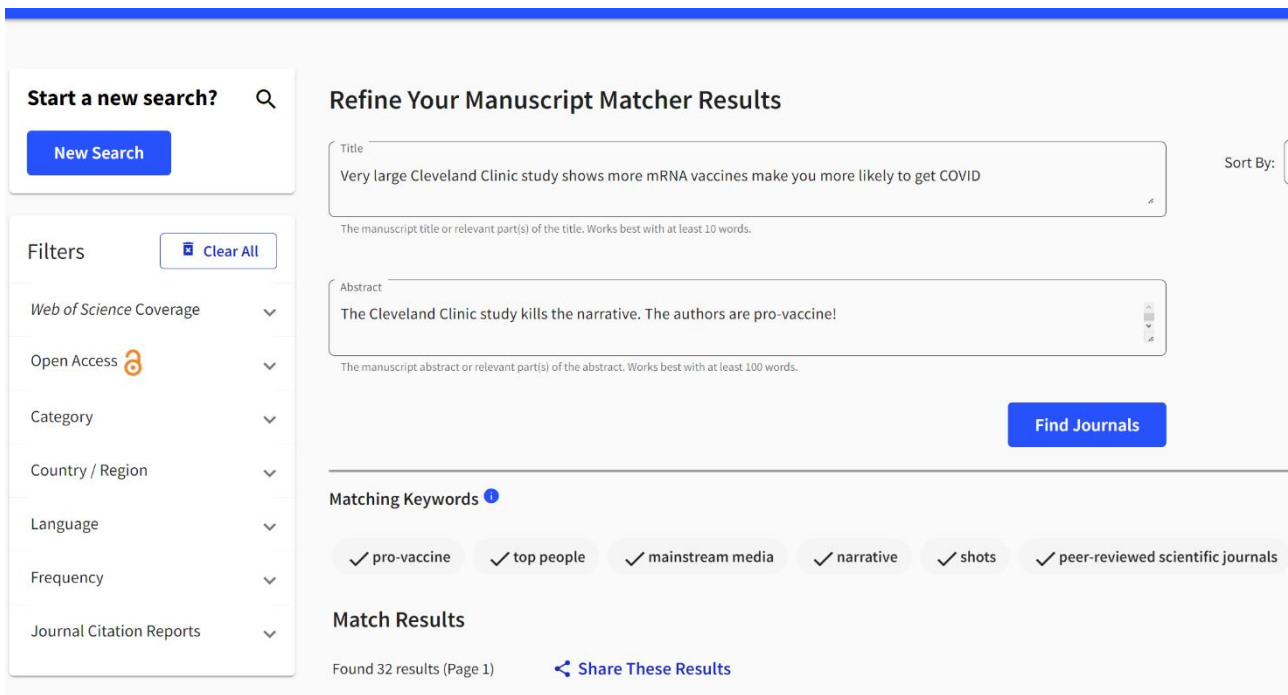 Start a new search?
New Search
Filters
Clear All
Web of Science Coverage
Open Access
Category
Country / Region
Language
Frequency
Journal Citation Reports
Refine Your Manuscript Matcher Results
Title
Very large Cleveland Clinic study shows more mRNA vaccines make you more likely to get COVID
The manuscript title or relevant part(s) of the title. Works best with at least 10 words.
Sort By:
Abstract
The Cleveland Clinic study kills the narrative. The authors are pro-vaccine!
The manuscript abstract or relevant part(s) of the abstract. Works best with at least 100 words.
Find Journals
Matching Keywords
pro-vaccine top people mainstream media narrative shots peer-reviewed scientific journals
Match Results
Found 32 results (Page 1) Share These Results